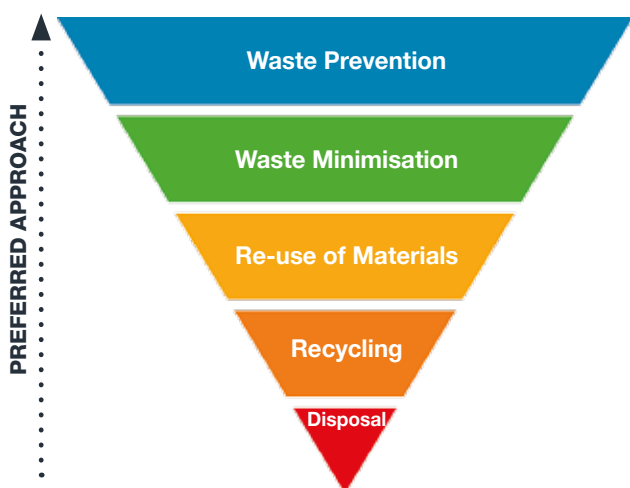 PREFERRED APPROACH
Waste Prevention
Waste Minimisation
Re-use of Materials
Recycling
Disposal